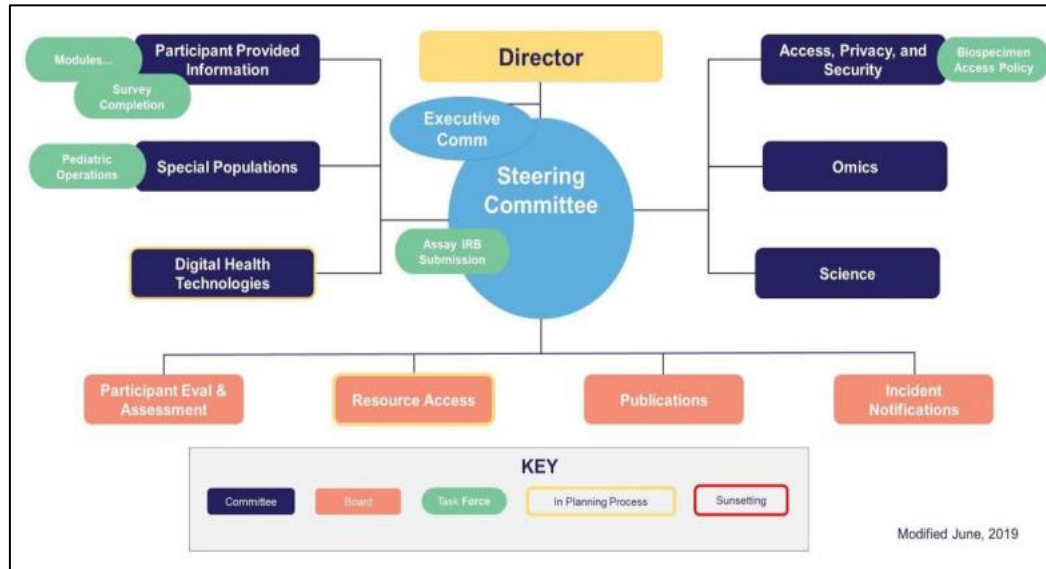 Modules...
Participant Provided
Information
Survey
Completion
Director
Access, Privacy, and
Security
Biospecimen
Access Policy
Executive
Comm
Pediatric
Operations
Special Populations
Steering
Committee
Omics
Assay IRB
Submission
Digital Health
Technologies
Science
Participant Eval &
Assessment
Resource Access
Publications
Incident
Notifications
KEY
Committee
Board
Task Force
In Planning Process
Sunsetting
Modified June, 2019